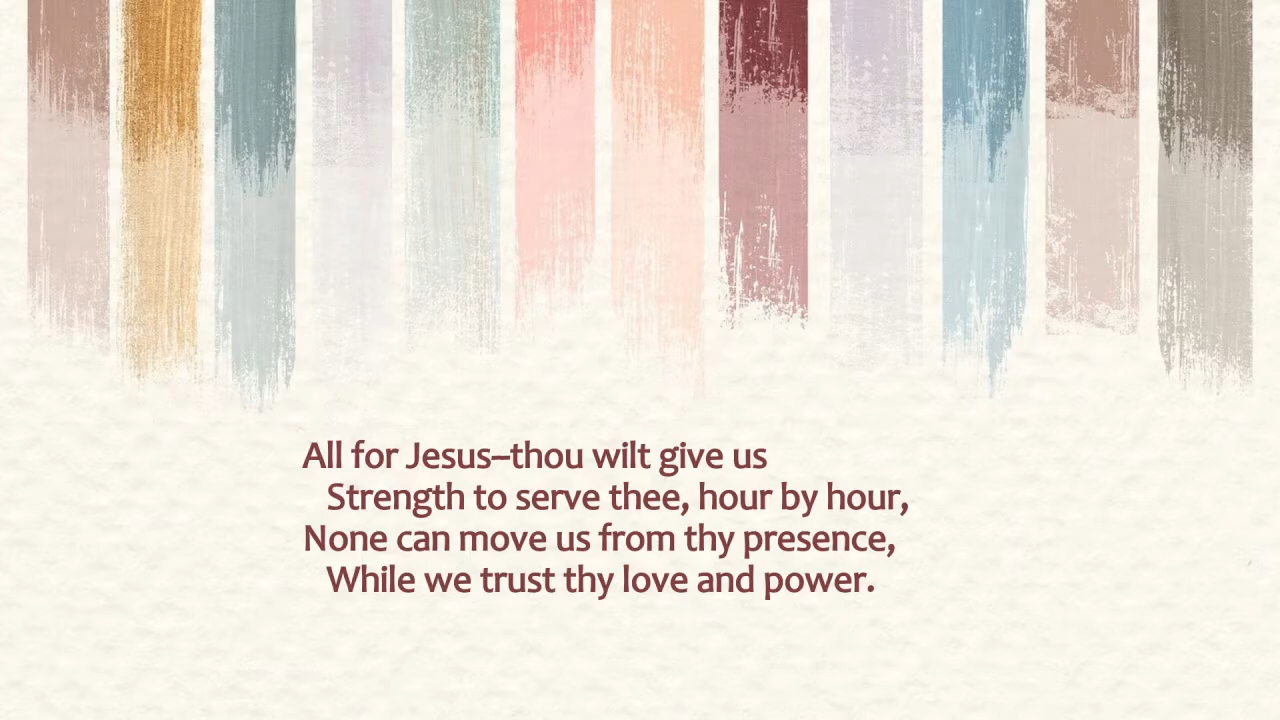 All for Jesus–thou wilt give us
Strength to serve thee, hour by hour,
None can move us from thy presence,
While we trust thy love and power.